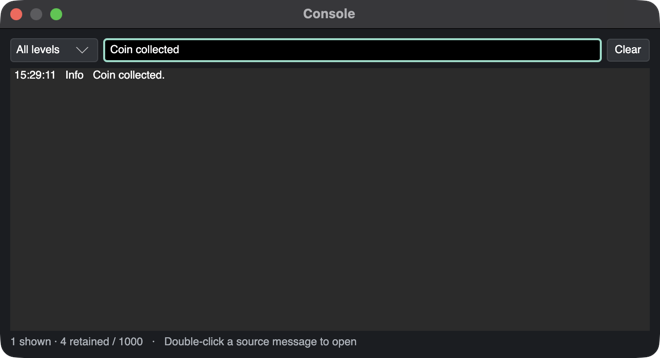 Console
All levels Coin collected Clear
15:29:11 Info Coin collected.
1 shown · 4 retained / 1000 · Double-click a source message to open